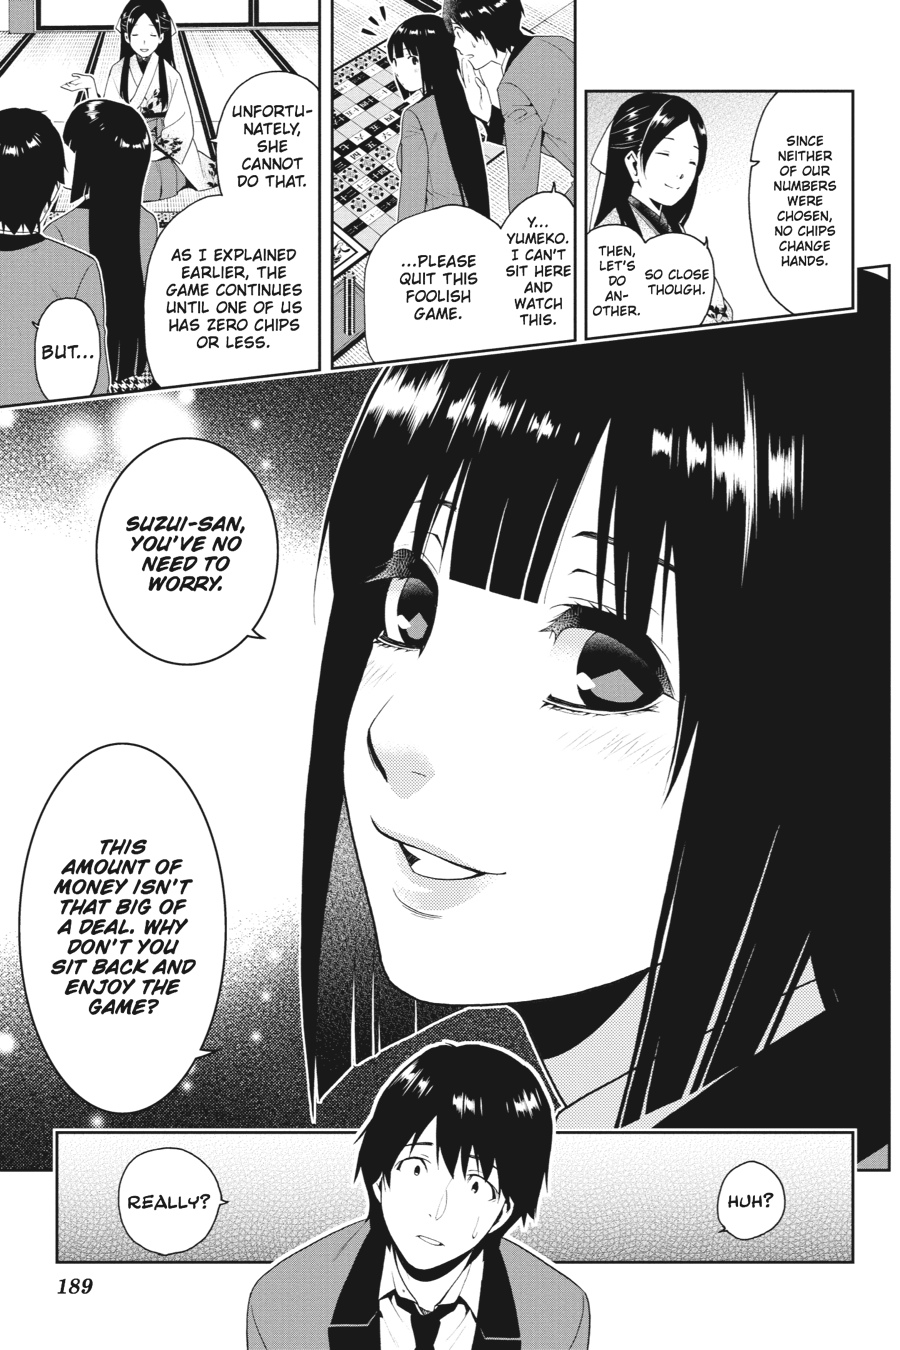 SINCE
NEITHER
OF OUR
NUMBERS
WERE
CHOSEN,
NO CHIPS
CHANGE
HANDS.
SO CLOSE
THOUGH.
THEN,
LET'S
DO
AN-
OTHER.
Y...
YUMEKO.
I CAN'T
SIT HERE
AND
WATCH
THIS.
...PLEASE
QUIT THIS
FOOLISH
GAME.
UNFORTU-
NATELY,
SHE
CANNOT
DO THAT.
AS I EXPLAINED
EARLIER, THE
GAME CONTINUES
UNTIL ONE OF US
HAS ZERO CHIPS
OR LESS.
BUT...
SUZUI-SAN,
YOU'VE NO
NEED TO
WORRY.
THIS
AMOUNT OF
MONEY ISN'T
THAT BIG OF
A DEAL. WHY
DON'T YOU
SIT BACK AND
ENJOY THE
GAME?
HUH?
REALLY?
189